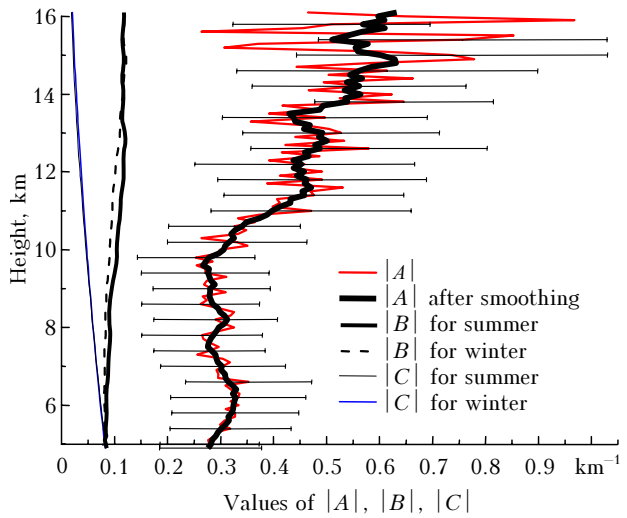 16
14
12
10
8
6
Height, km
|A|
|A| after smoothing
|B| for summer
|B| for winter
|C| for summer
|C| for winter
0 0.1 0.2 0.3 0.4 0.5 0.6 0.7 0.8 0.9 km⁻¹
Values of |A|, |B|, |C|